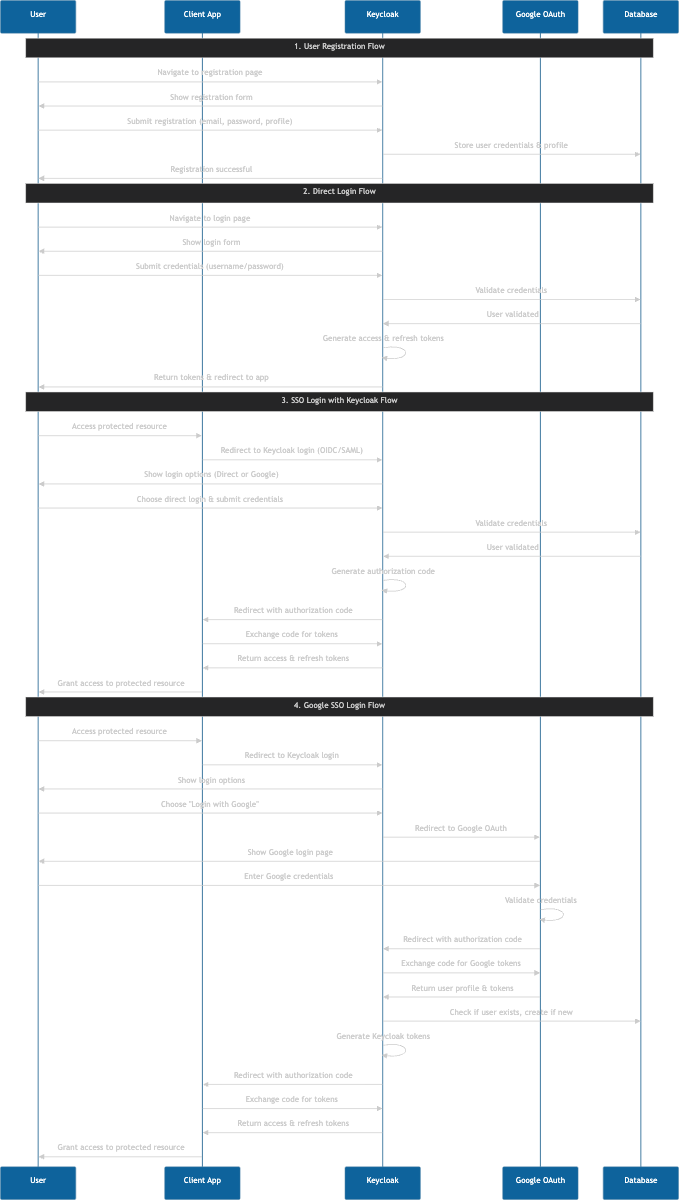 User Client App Keycloak Google OAuth Database
1. User Registration Flow
Navigate to registration page
Show registration form
Submit registration (email, password, profile)
Store user credentials & profile
Registration successful
2. Direct Login Flow
Navigate to login page
Show login form
Submit credentials (username/password)
Validate credentials
User validated
Generate access & refresh tokens
Return tokens & redirect to app
3. SSO Login with Keycloak Flow
Access protected resource
Redirect to Keycloak login (OIDC/SAML)
Show login options (Direct or Google)
Choose direct login & submit credentials
Validate credentials
User validated
Generate authorization code
Redirect with authorization code
Exchange code for tokens
Return access & refresh tokens
Grant access to protected resource
4. Google SSO Login Flow
Access protected resource
Redirect to Keycloak login
Show login options
Choose "Login with Google"
Redirect to Google OAuth
Show Google login page
Enter Google credentials
Validate credentials
Redirect with authorization code
Exchange code for Google tokens
Return user profile & tokens
Check if user exists, create if new
Generate Keycloak tokens
Redirect with authorization code
Exchange code for tokens
Return access & refresh tokens
Grant access to protected resource
User Client App Keycloak Google OAuth Database